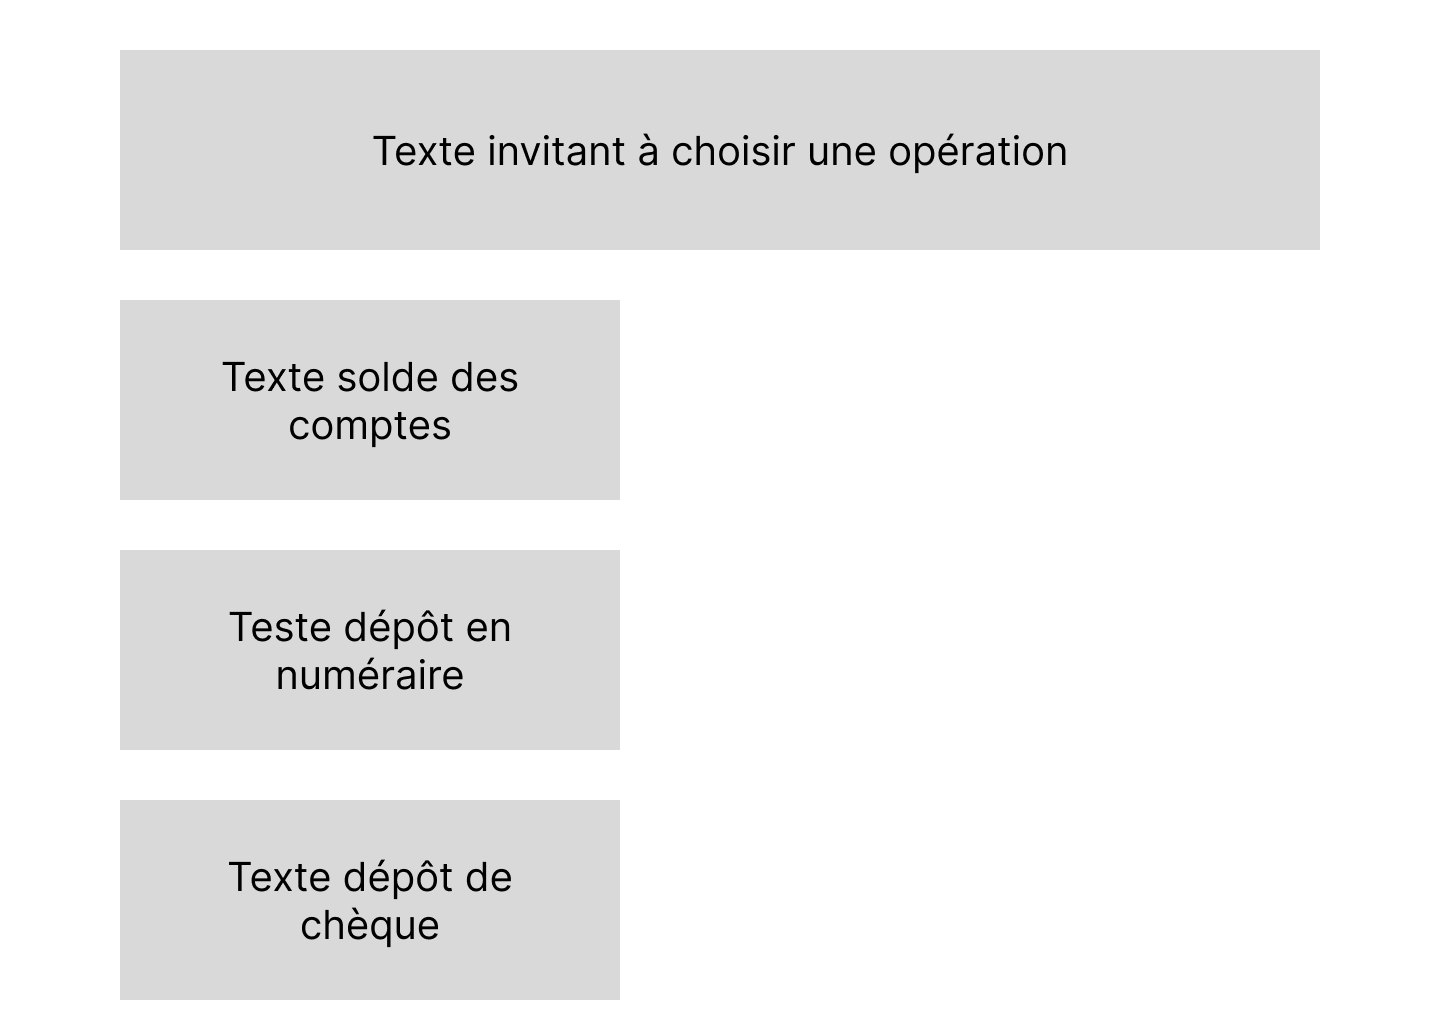 Texte invitant à choisir une opération
Texte solde des
comptes
Teste dépôt en
numéraire
Texte dépôt de
chèque